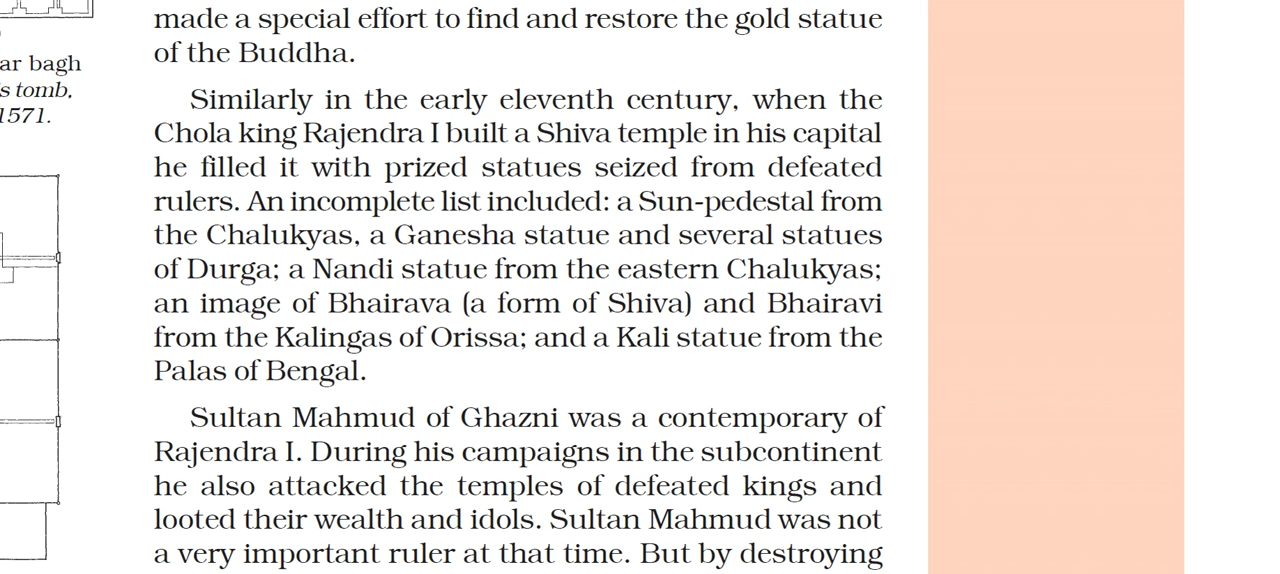 ar bagh
s tomb,
1571.
made a special effort to find and restore the gold statue
of the Buddha.
Similarly in the early eleventh century, when the
Chola king Rajendra I built a Shiva temple in his capital
he filled it with prized statues seized from defeated
rulers. An incomplete list included: a Sun-pedestal from
the Chalukyas, a Ganesha statue and several statues
of Durga; a Nandi statue from the eastern Chalukyas;
an image of Bhairava (a form of Shiva) and Bhairavi
from the Kalingas of Orissa; and a Kali statue from the
Palas of Bengal.
Sultan Mahmud of Ghazni was a contemporary of
Rajendra I. During his campaigns in the subcontinent
he also attacked the temples of defeated kings and
looted their wealth and idols. Sultan Mahmud was not
a very important ruler at that time. But by destroying